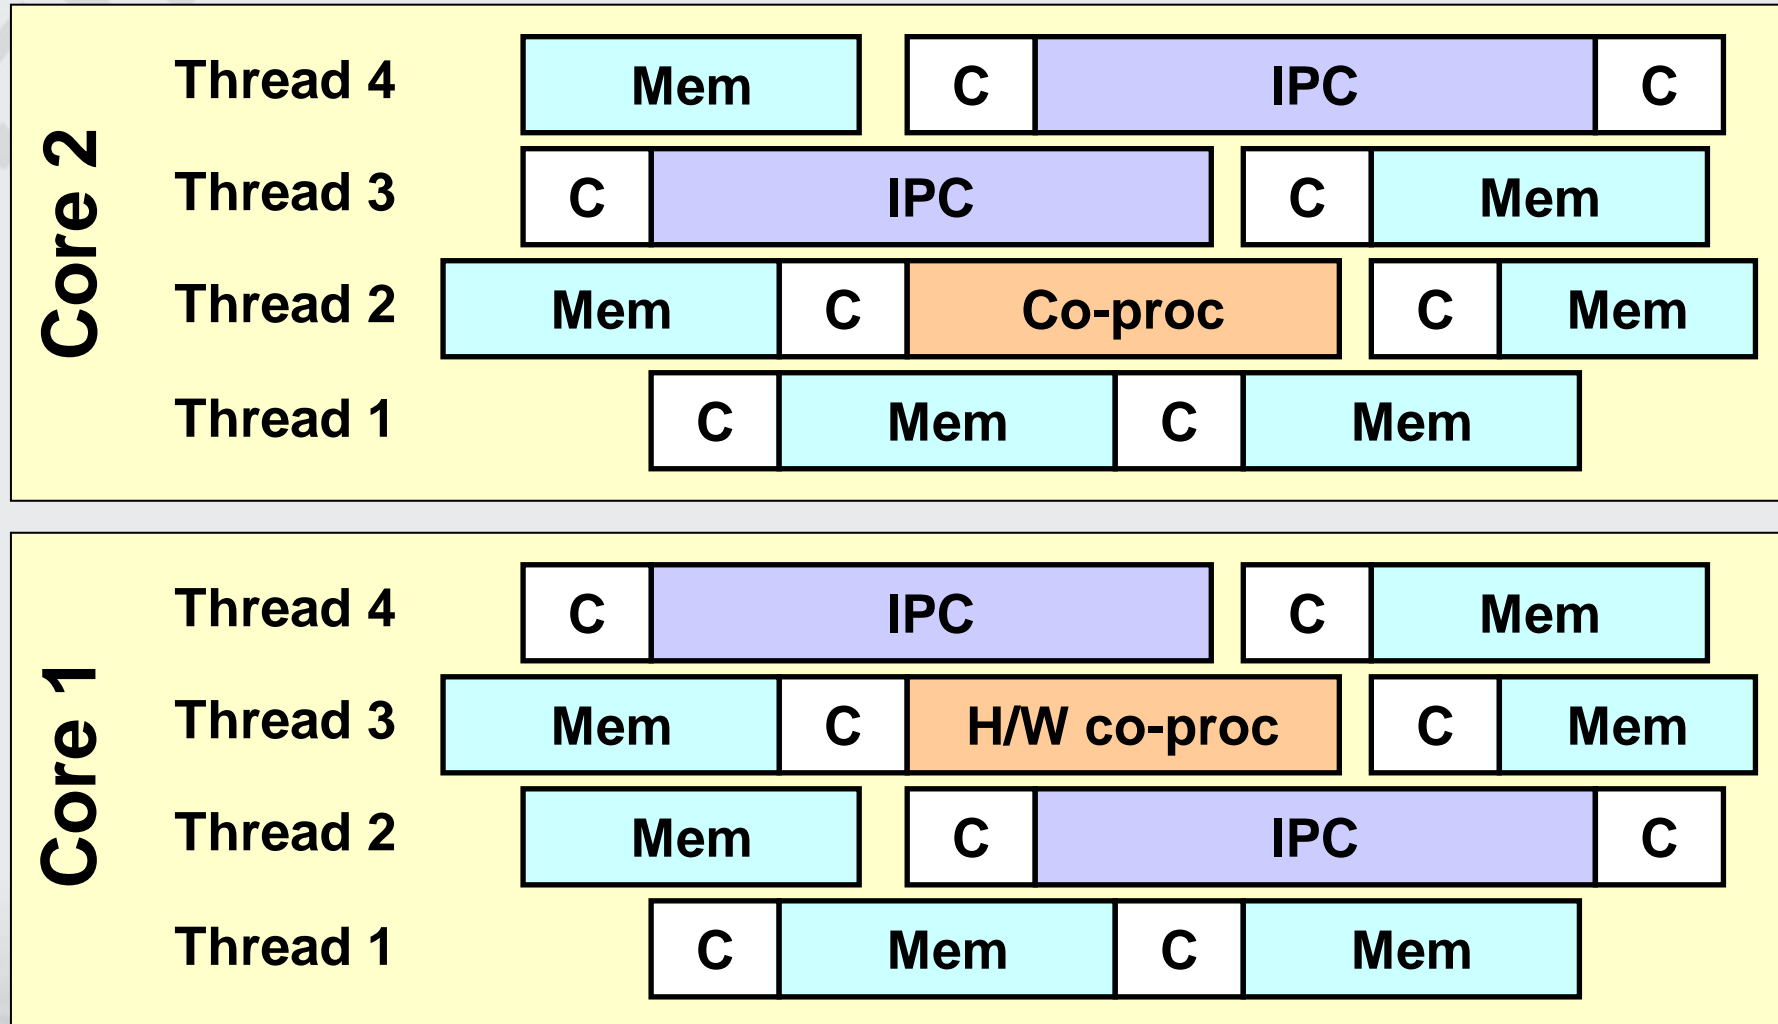 Core 2
Thread 4 Mem C IPC C
Thread 3 C IPC C Mem
Thread 2 Mem C Co-proc C Mem
Thread 1 C Mem C Mem
Core 1
Thread 4 C IPC C Mem
Thread 3 Mem C H/W co-proc C Mem
Thread 2 Mem C IPC C
Thread 1 C Mem C Mem